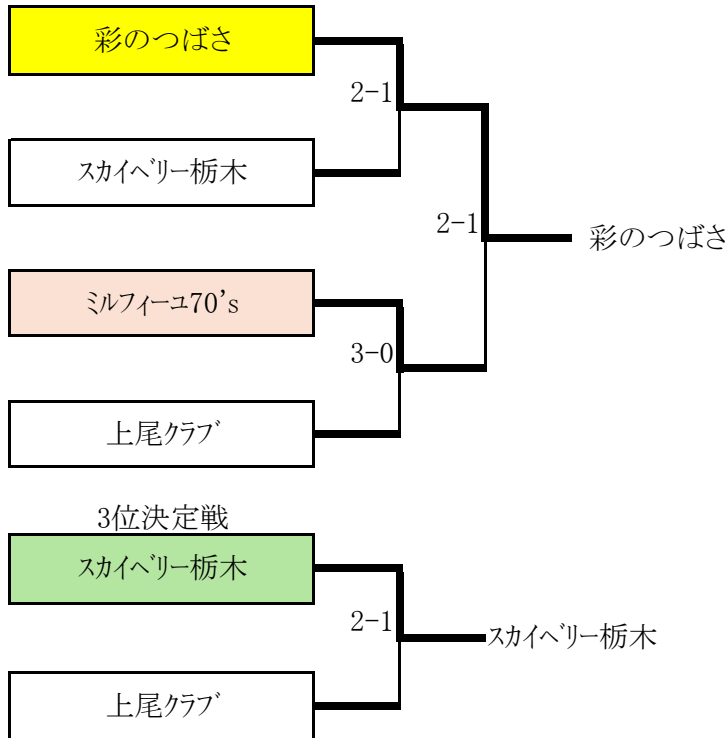 彩のつばさ
2-1
スカイベリー栃木
2-1
彩のつばさ
ミルフィーユ70's
3-0
上尾クラブ
3位決定戦
スカイベリー栃木
2-1
スカイベリー栃木
上尾クラブ